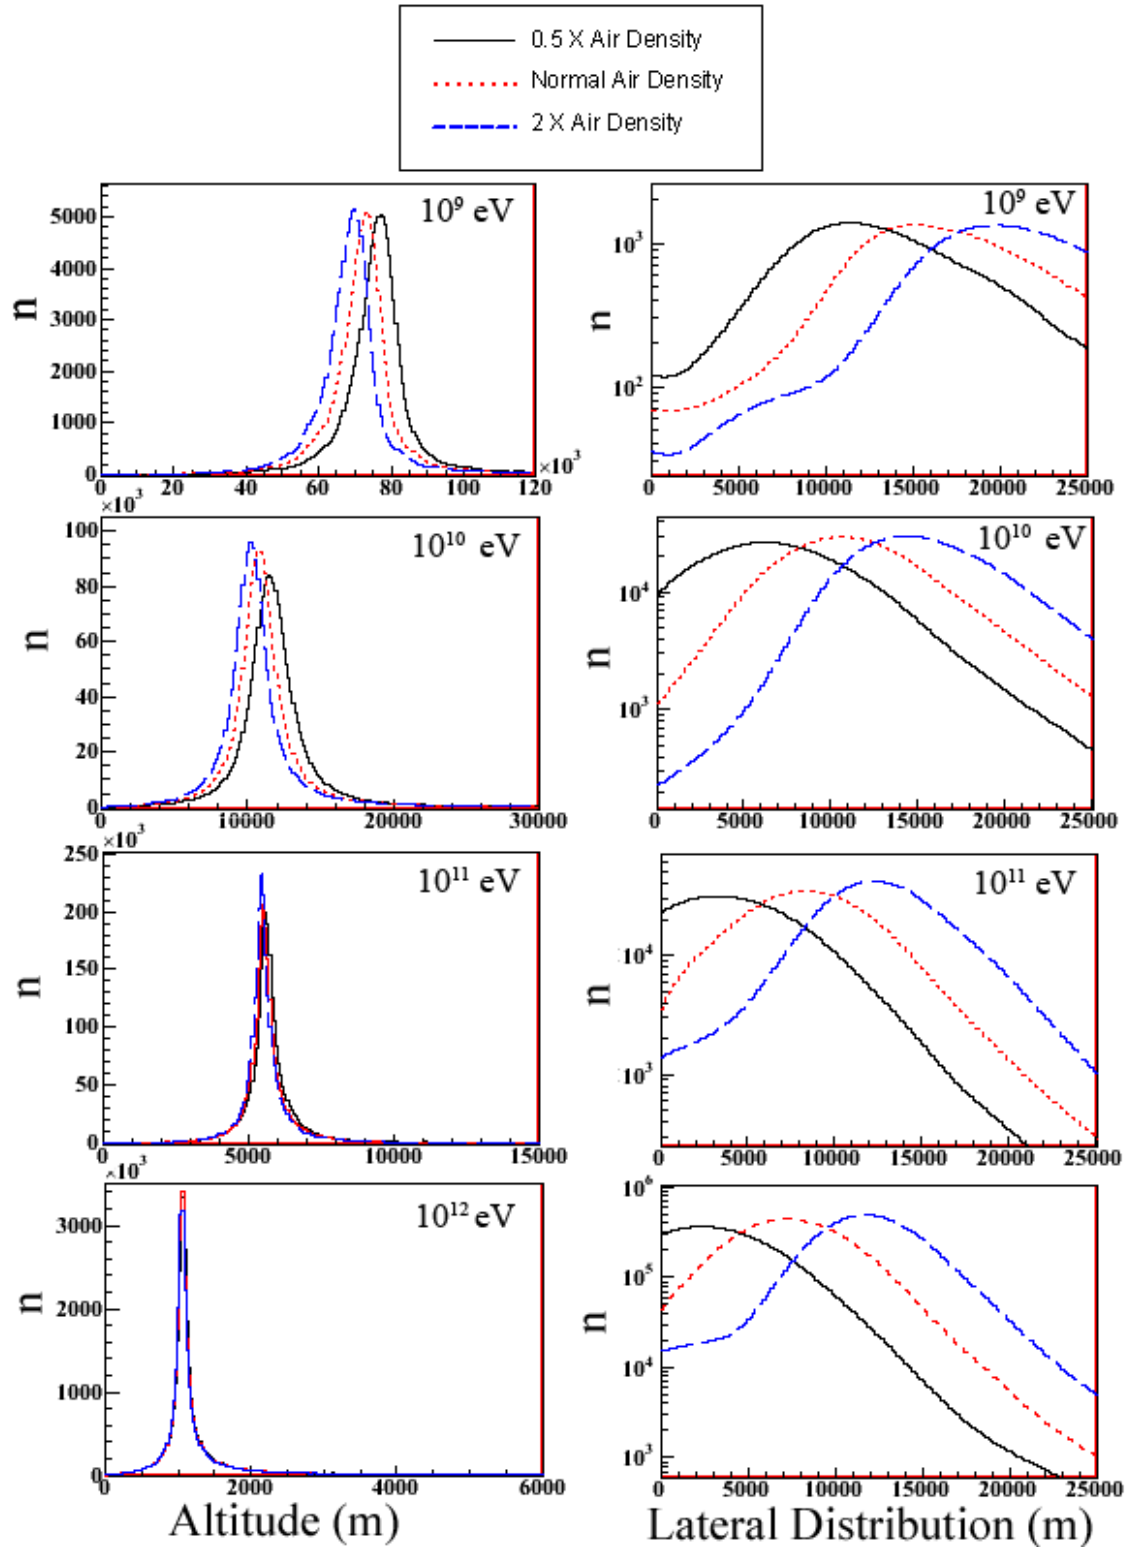 0.5 X Air Density
Normal Air Density
2 X Air Density
10⁹ eV
n
5000
4000
3000
2000
1000
0
0 20 40 60 80 100 120
×10³
10⁹ eV
n
10³
10²
0 5000 10000 15000 20000 25000
×10³
10¹⁰ eV
n
100
80
60
40
20
0
0 10000 20000 30000
10¹⁰ eV
n
10⁴
10³
0 5000 10000 15000 20000 25000
×10³
10¹¹ eV
n
250
200
150
100
50
0
0 5000 10000 15000
10¹¹ eV
n
10⁴
10³
0 5000 10000 15000 20000 25000
×10³
10¹² eV
n
3000
2000
1000
0
0 2000 4000 6000
Altitude (m)
10¹² eV
n
10⁶
10⁵
10⁴
10³
0 5000 10000 15000 20000 25000
Lateral Distribution (m)